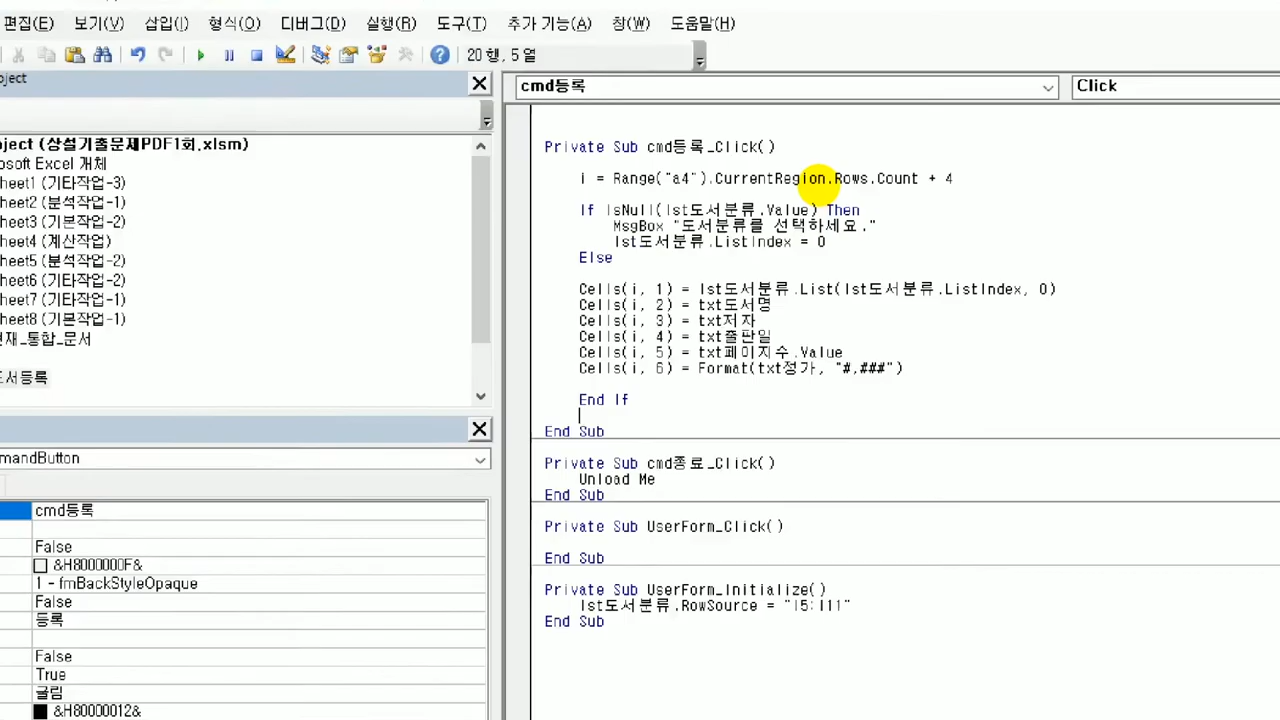 편집(E) 보기(V) 삽입(I) 형식(O) 디버그(D) 실행(R) 도구(T) 추가 기능(A) 창(W) 도움말(H)
20 행, 5 열
oject
cmd등록 Click
oject (상설기출문제PDF1회.xlsm)
osoft Excel 개체
heet1 (기타작업-3)
heet2 (분석작업-1)
heet3 (기본작업-2)
heet4 (계산작업)
heet5 (분석작업-2)
heet6 (기타작업-2)
heet7 (기타작업-1)
heet8 (기본작업-1)
현재_통합_문서
도서등록
mandButton
cmd등록
False
&H8000000F&
1 - fmBackStyleOpaque
False
등록
False
True
굴림
&H80000012&
Private Sub cmd등록_Click()
i = Range("a4").CurrentRegion.Rows.Count + 4
If IsNull(lst도서분류.Value) Then
MsgBox "도서분류를 선택하세요."
lst도서분류.ListIndex = 0
Else
Cells(i, 1) = lst도서분류.List(lst도서분류.ListIndex, 0)
Cells(i, 2) = txt도서명
Cells(i, 3) = txt저자
Cells(i, 4) = txt출판일
Cells(i, 5) = txt페이지수.Value
Cells(i, 6) = Format(txt정가, "#,###")
End If
End Sub
Private Sub cmd종료_Click()
Unload Me
End Sub
Private Sub UserForm_Click()
End Sub
Private Sub UserForm_Initialize()
lst도서분류.RowSource = "I5:I11"
End Sub